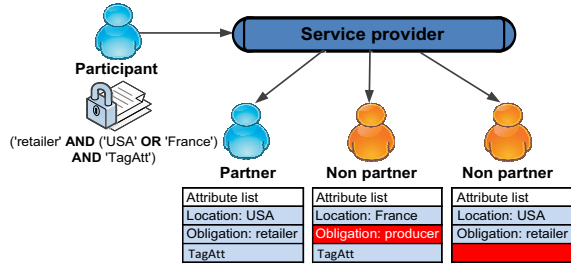 Service provider
Participant
('retailer' AND ('USA' OR 'France')
AND 'TagAtt')
Partner
Attribute list
Location: USA
Obligation: retailer
TagAtt
Non partner
Attribute list
Location: France
Obligation: producer
TagAtt
Non partner
Attribute list
Location: USA
Obligation: retailer